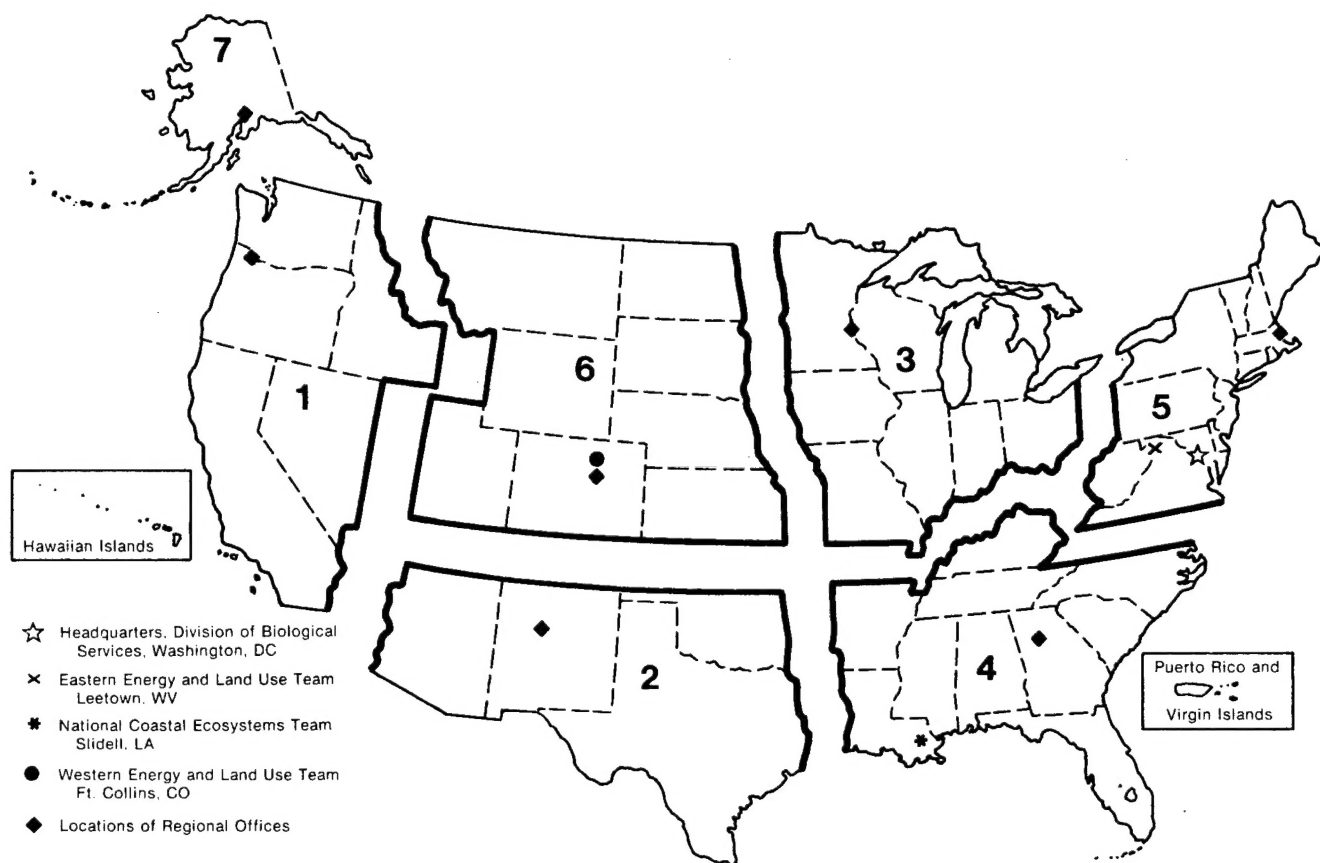 7
1
6
3
5
2
4
Hawaiian Islands
Puerto Rico and
Virgin Islands
Headquarters, Division of Biological
Services, Washington, DC
Eastern Energy and Land Use Team
Leetown, WV
National Coastal Ecosystems Team
Slidell, LA
Western Energy and Land Use Team
Ft. Collins, CO
Locations of Regional Offices